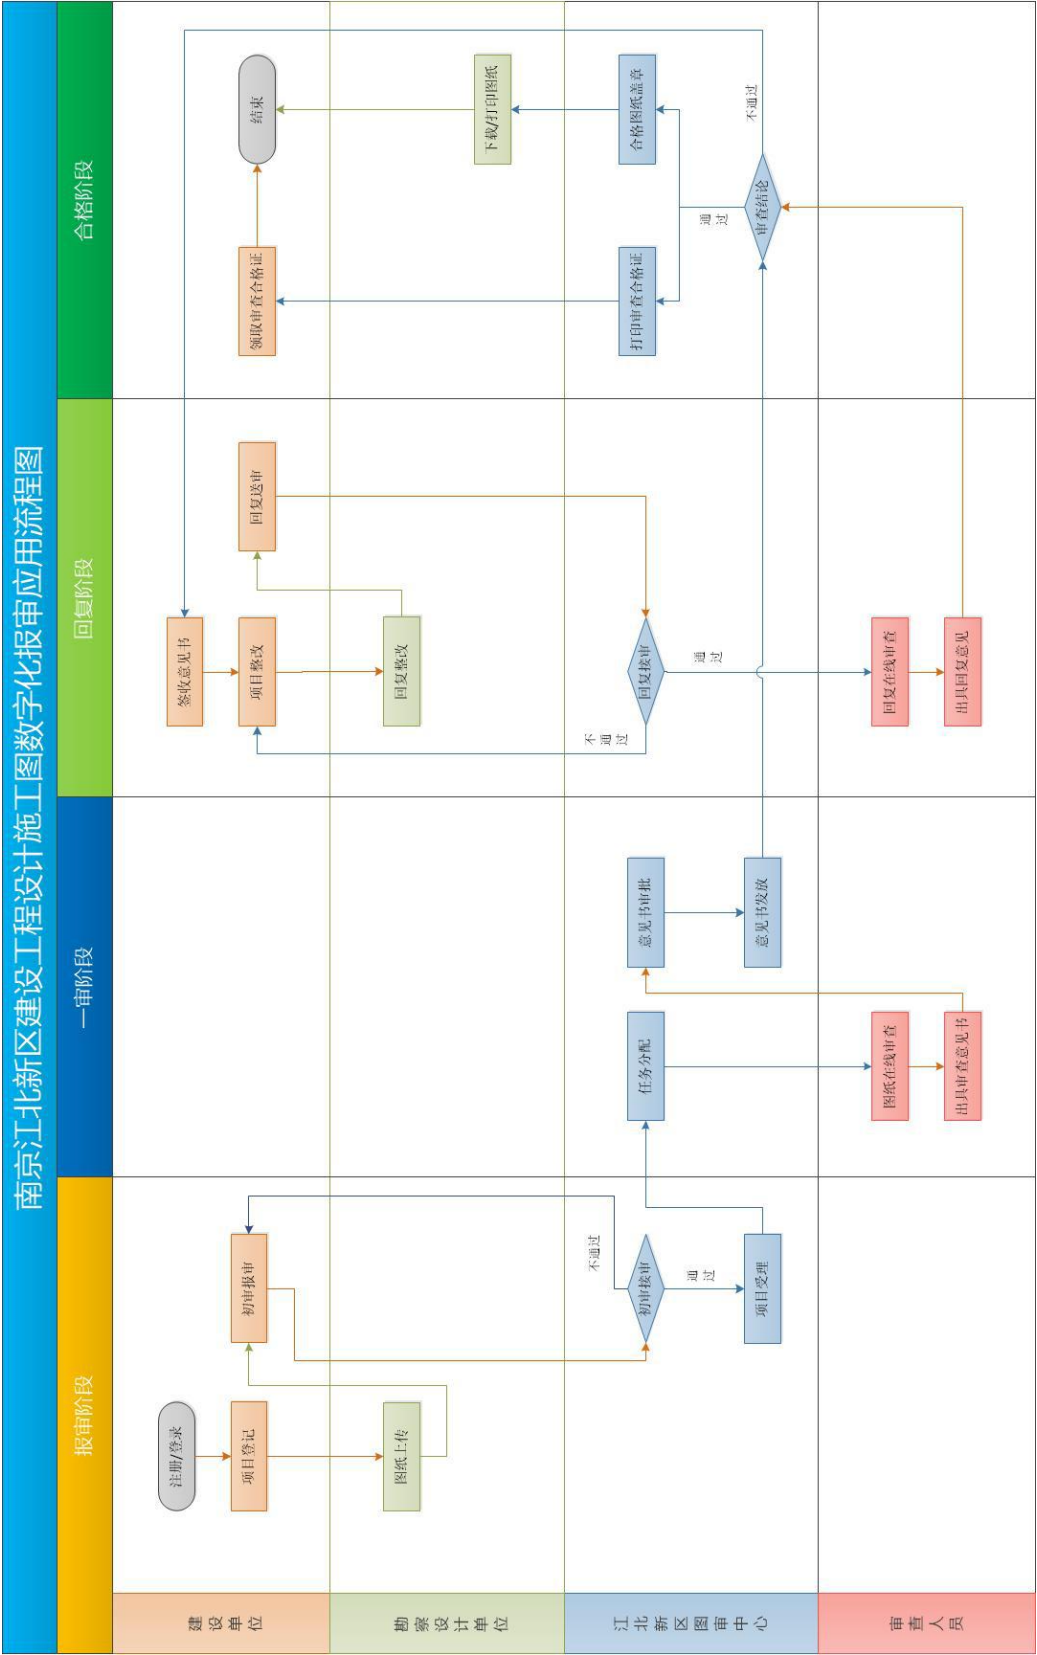 南京江北新区建设工程设计施工图数字化报审应用流程图
报审阶段
一审阶段
回复阶段
合格阶段
建设单位
注册/登录
项目登记
初审报审
签收意见书
项目整改
回复送审
领取审查合格证
结束
勘察设计单位
图纸上传
回复整改
下载/打印图纸
江北新区图审中心
初审接审
不通过
通过
项目受理
任务分配
意见书审批
意见书发放
回复接审
不通过
通过
打印审查合格证
合格图纸盖章
通过
审查结论
不通过
审查人员
图纸在线审查
出具审查意见书
回复在线审查
出具回复意见